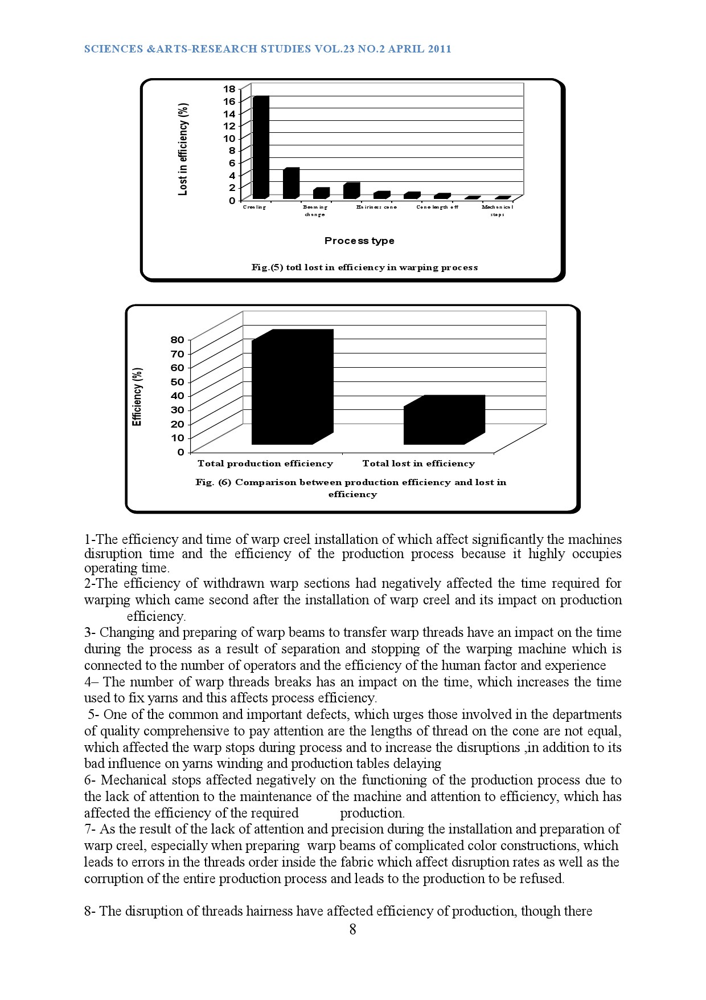 SCIENCES &ARTS-RESEARCH STUDIES VOL.23 NO.2 APRIL 2011
Lost in efficiency (%)
18
16
14
12
10
8
6
4
2
0
Creeling
Beaming change
Hairiness cone
Cone length off
Mechanical stops
Process type
Fig.(5) totl lost in efficiency in warping process
Efficiency (%)
80
70
60
50
40
30
20
10
0
Total production efficiency
Total lost in efficiency
Fig. (6) Comparison between production efficiency and lost in
efficiency
1-The efficiency and time of warp creel installation of which affect significantly the machines
disruption time and the efficiency of the production process because it highly occupies
operating time.
2-The efficiency of withdrawn warp sections had negatively affected the time required for
warping which came second after the installation of warp creel and its impact on production
efficiency.
3- Changing and preparing of warp beams to transfer warp threads have an impact on the time
during the process as a result of separation and stopping of the warping machine which is
connected to the number of operators and the efficiency of the human factor and experience
4– The number of warp threads breaks has an impact on the time, which increases the time
used to fix yarns and this affects process efficiency.
5- One of the common and important defects, which urges those involved in the departments
of quality comprehensive to pay attention are the lengths of thread on the cone are not equal,
which affected the warp stops during process and to increase the disruptions ,in addition to its
bad influence on yarns winding and production tables delaying
6- Mechanical stops affected negatively on the functioning of the production process due to
the lack of attention to the maintenance of the machine and attention to efficiency, which has
affected the efficiency of the required production.
7- As the result of the lack of attention and precision during the installation and preparation of
warp creel, especially when preparing warp beams of complicated color constructions, which
leads to errors in the threads order inside the fabric which affect disruption rates as well as the
corruption of the entire production process and leads to the production to be refused.
8- The disruption of threads hairness have affected efficiency of production, though there
8